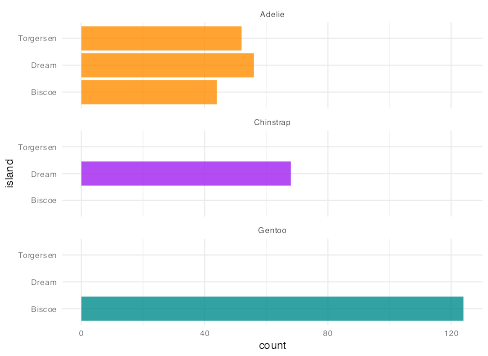 Adelie
Torgersen
Dream
Biscoe
Chinstrap
Torgersen
Dream
Biscoe
Gentoo
Torgersen
Dream
Biscoe
island
0 40 80 120
count